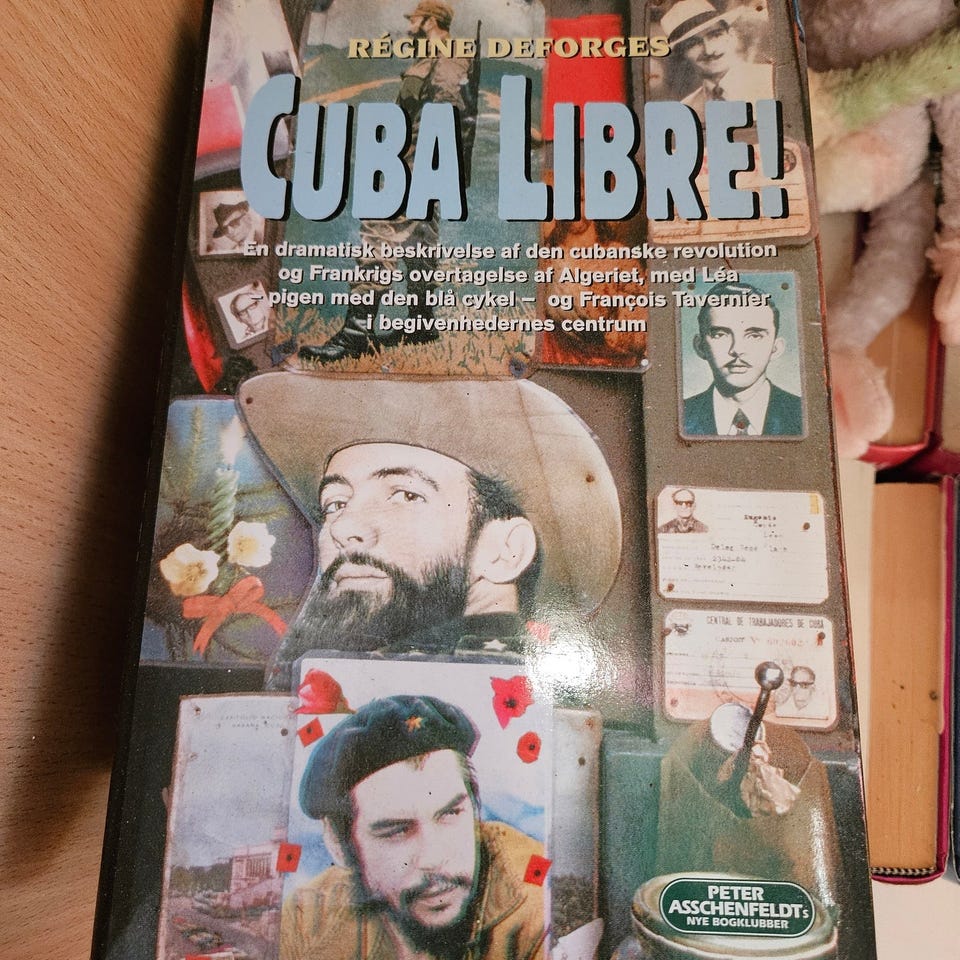 RÉGINE DEFORGES
CUBA LIBRE!
En dramatisk beskrivelse af den cubanske revolution
og Frankrigs overtagelse af Algeriet, med Léa
– pigen med den blå cykel – og François Tavernier
i begivenhedernes centrum
CENTRAL DE TRABAJADORES DE CUBA
PETER
ASSCHENFELDTs
NYE BOGKLUBBER